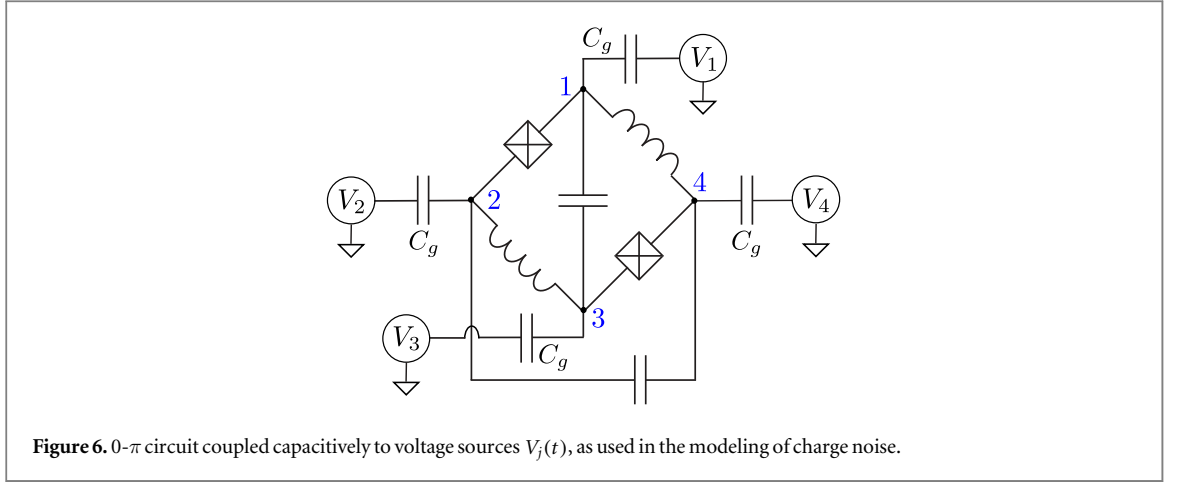 C_g
V_1
1
4
V_2
2
V_4
C_g
C_g
3
V_3
C_g
Figure 6. 0-π circuit coupled capacitively to voltage sources V_j(t), as used in the modeling of charge noise.